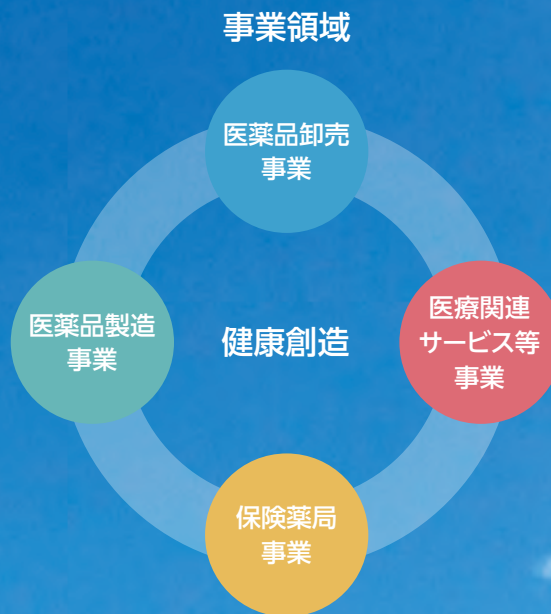 事業領域
医薬品卸売
事業
医薬品製造
事業
健康創造
医療関連
サービス等
事業
保険薬局
事業